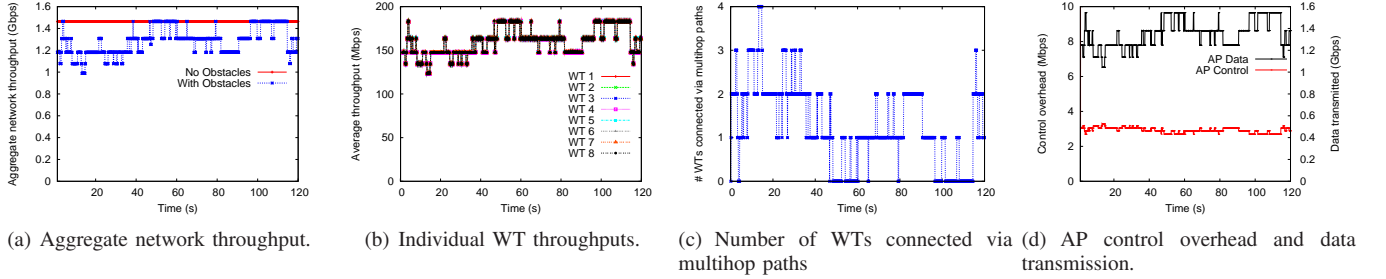 Aggregate network throughput (Gbps)
1.6
1.4
1.2
1
0.8
0.6
0.4
0.2
0
20
40
60
80
100
120
Time (s)
No Obstacles
With Obstacles
(a) Aggregate network throughput.
Average throughput (Mbps)
200
150
100
50
0
0
20
40
60
80
100
120
Time (s)
WT 1
WT 2
WT 3
WT 4
WT 5
WT 6
WT 7
WT 8
(b) Individual WT throughputs.
# WTs connected via multihop paths
4
3
2
1
0
0
20
40
60
80
100
120
Time (s)
(c) Number of WTs connected via
multihop paths
Control overhead (Mbps)
10
8
6
4
2
0
0
20
40
60
80
100
120
Time (s)
AP Data
AP Control
1.6
1.4
1.2
1
0.8
0.6
0.4
0.2
0
Data transmitted (Gbps)
(d) AP control overhead and data
transmission.